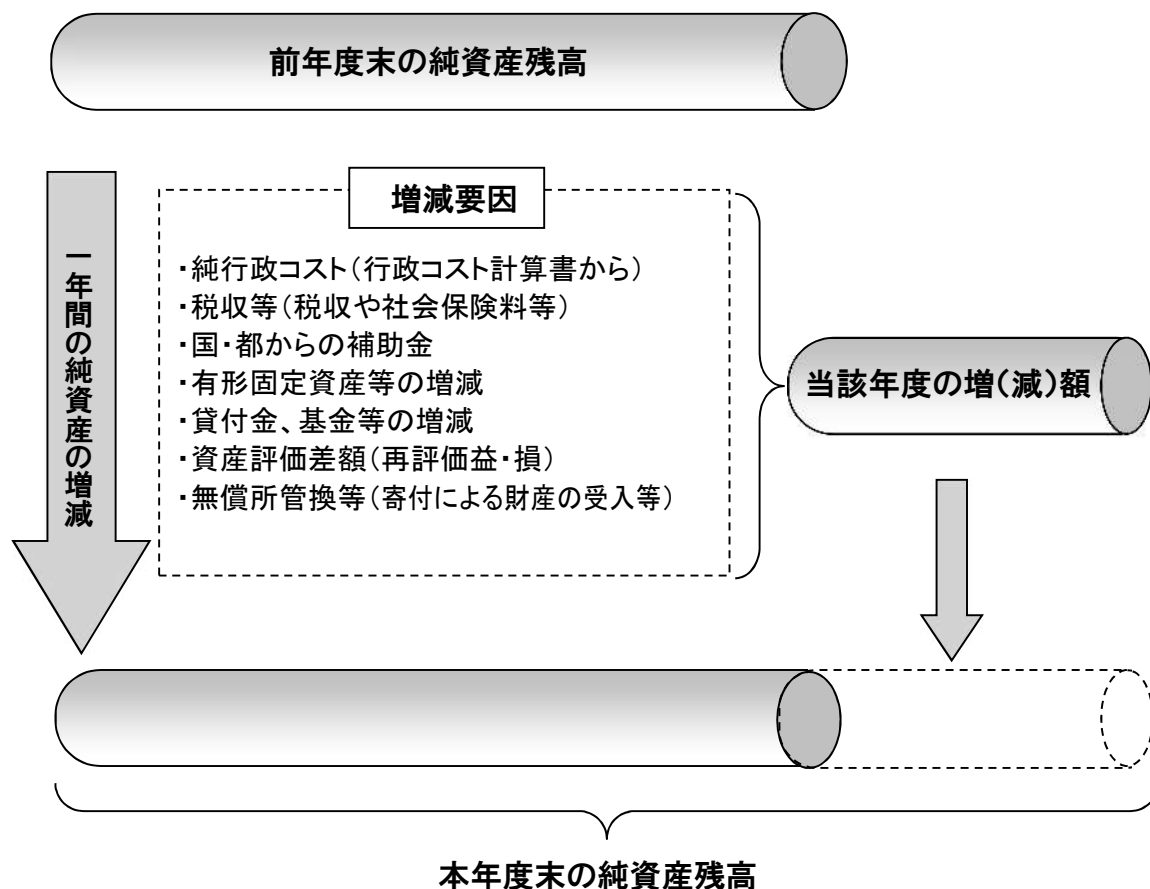 前年度末の純資産残高
一年間の純資産の増減
増減要因
・純行政コスト(行政コスト計算書から)
・税収等(税収や社会保険料等)
・国・都からの補助金
・有形固定資産等の増減
・貸付金、基金等の増減
・資産評価差額(再評価益・損)
・無償所管換等(寄付による財産の受入等)
当該年度の増(減)額
本年度末の純資産残高